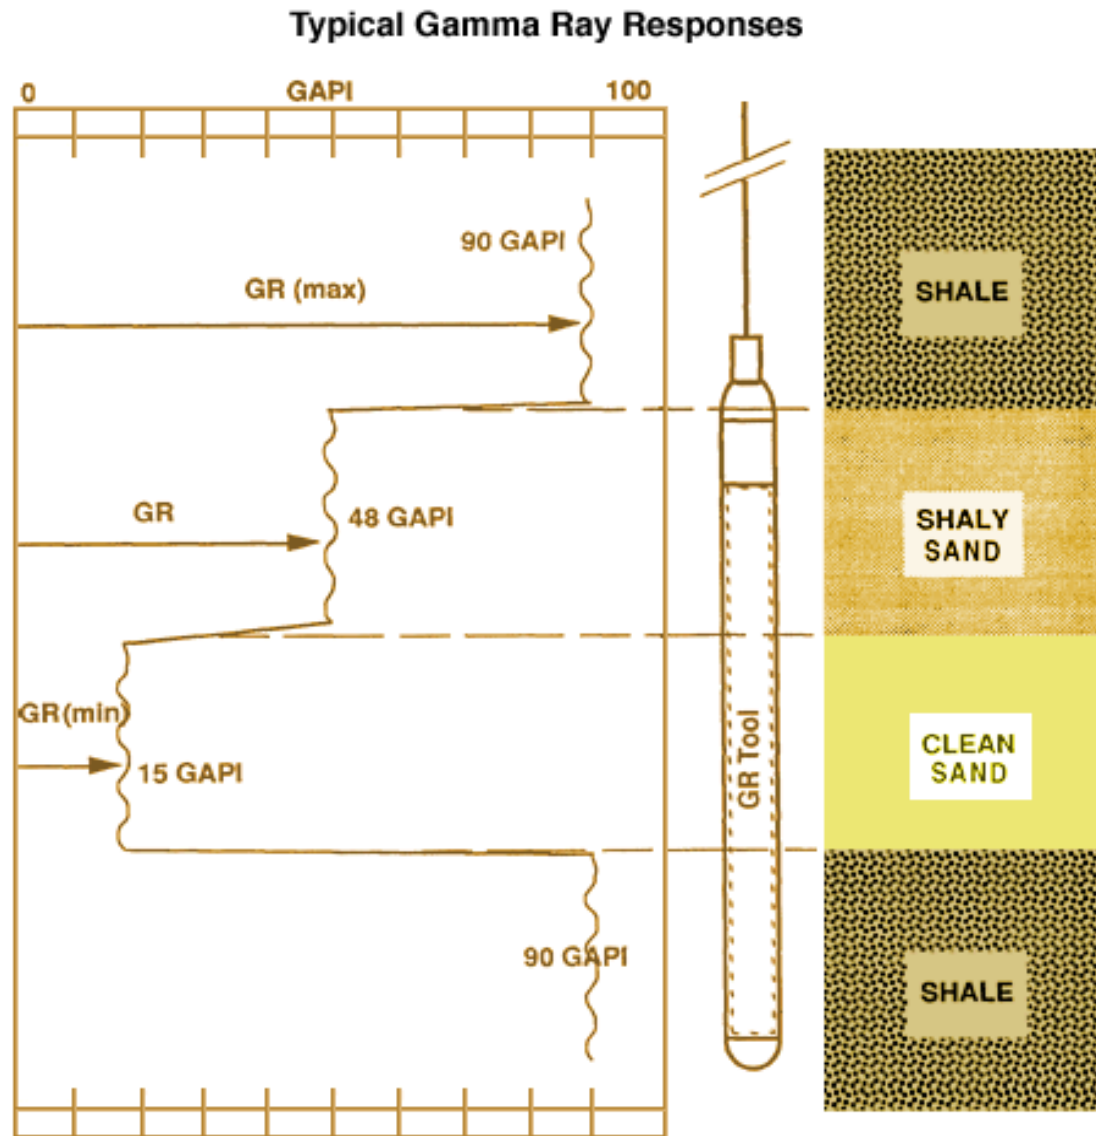 Typical Gamma Ray Responses
0 GAPI 100
90 GAPI
GR (max)
SHALE
GR
48 GAPI
SHALY
SAND
GR(min)
15 GAPI
GR Tool
CLEAN
SAND
90 GAPI
SHALE